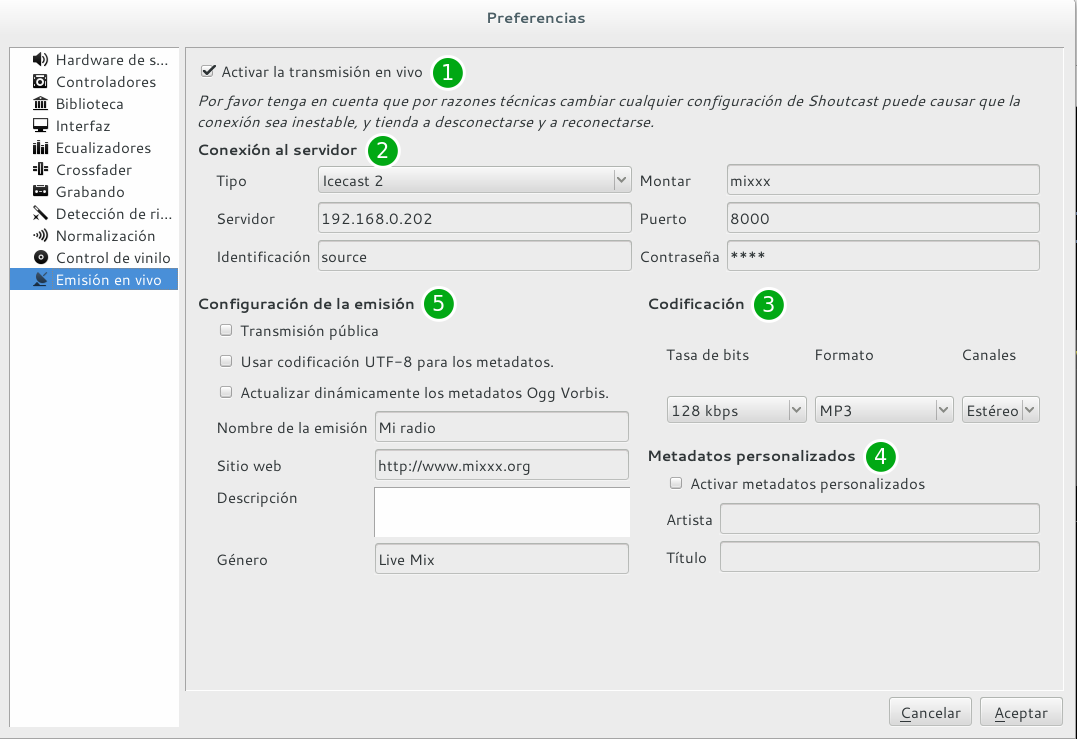 Preferencias
Hardware de s...
Controladores
Biblioteca
Interfaz
Ecualizadores
Crossfader
Grabando
Detección de ri...
Normalización
Control de vinilo
Emisión en vivo
Activar la transmisión en vivo 1
Por favor tenga en cuenta que por razones técnicas cambiar cualquier configuración de Shoutcast puede causar que la
conexión sea inestable, y tienda a desconectarse y a reconectarse.
Conexión al servidor 2
Tipo Icecast 2 Montar mixxx
Servidor 192.168.0.202 Puerto 8000
Identificación source Contraseña ****
Configuración de la emisión 5
Transmisión pública
Usar codificación UTF-8 para los metadatos.
Actualizar dinámicamente los metadatos Ogg Vorbis.
Nombre de la emisión Mi radio
Sitio web http://www.mixxx.org
Descripción
Género Live Mix
Codificación 3
Tasa de bits Formato Canales
128 kbps MP3 Estéreo
Metadatos personalizados 4
Activar metadatos personalizados
Artista
Título
Cancelar Aceptar